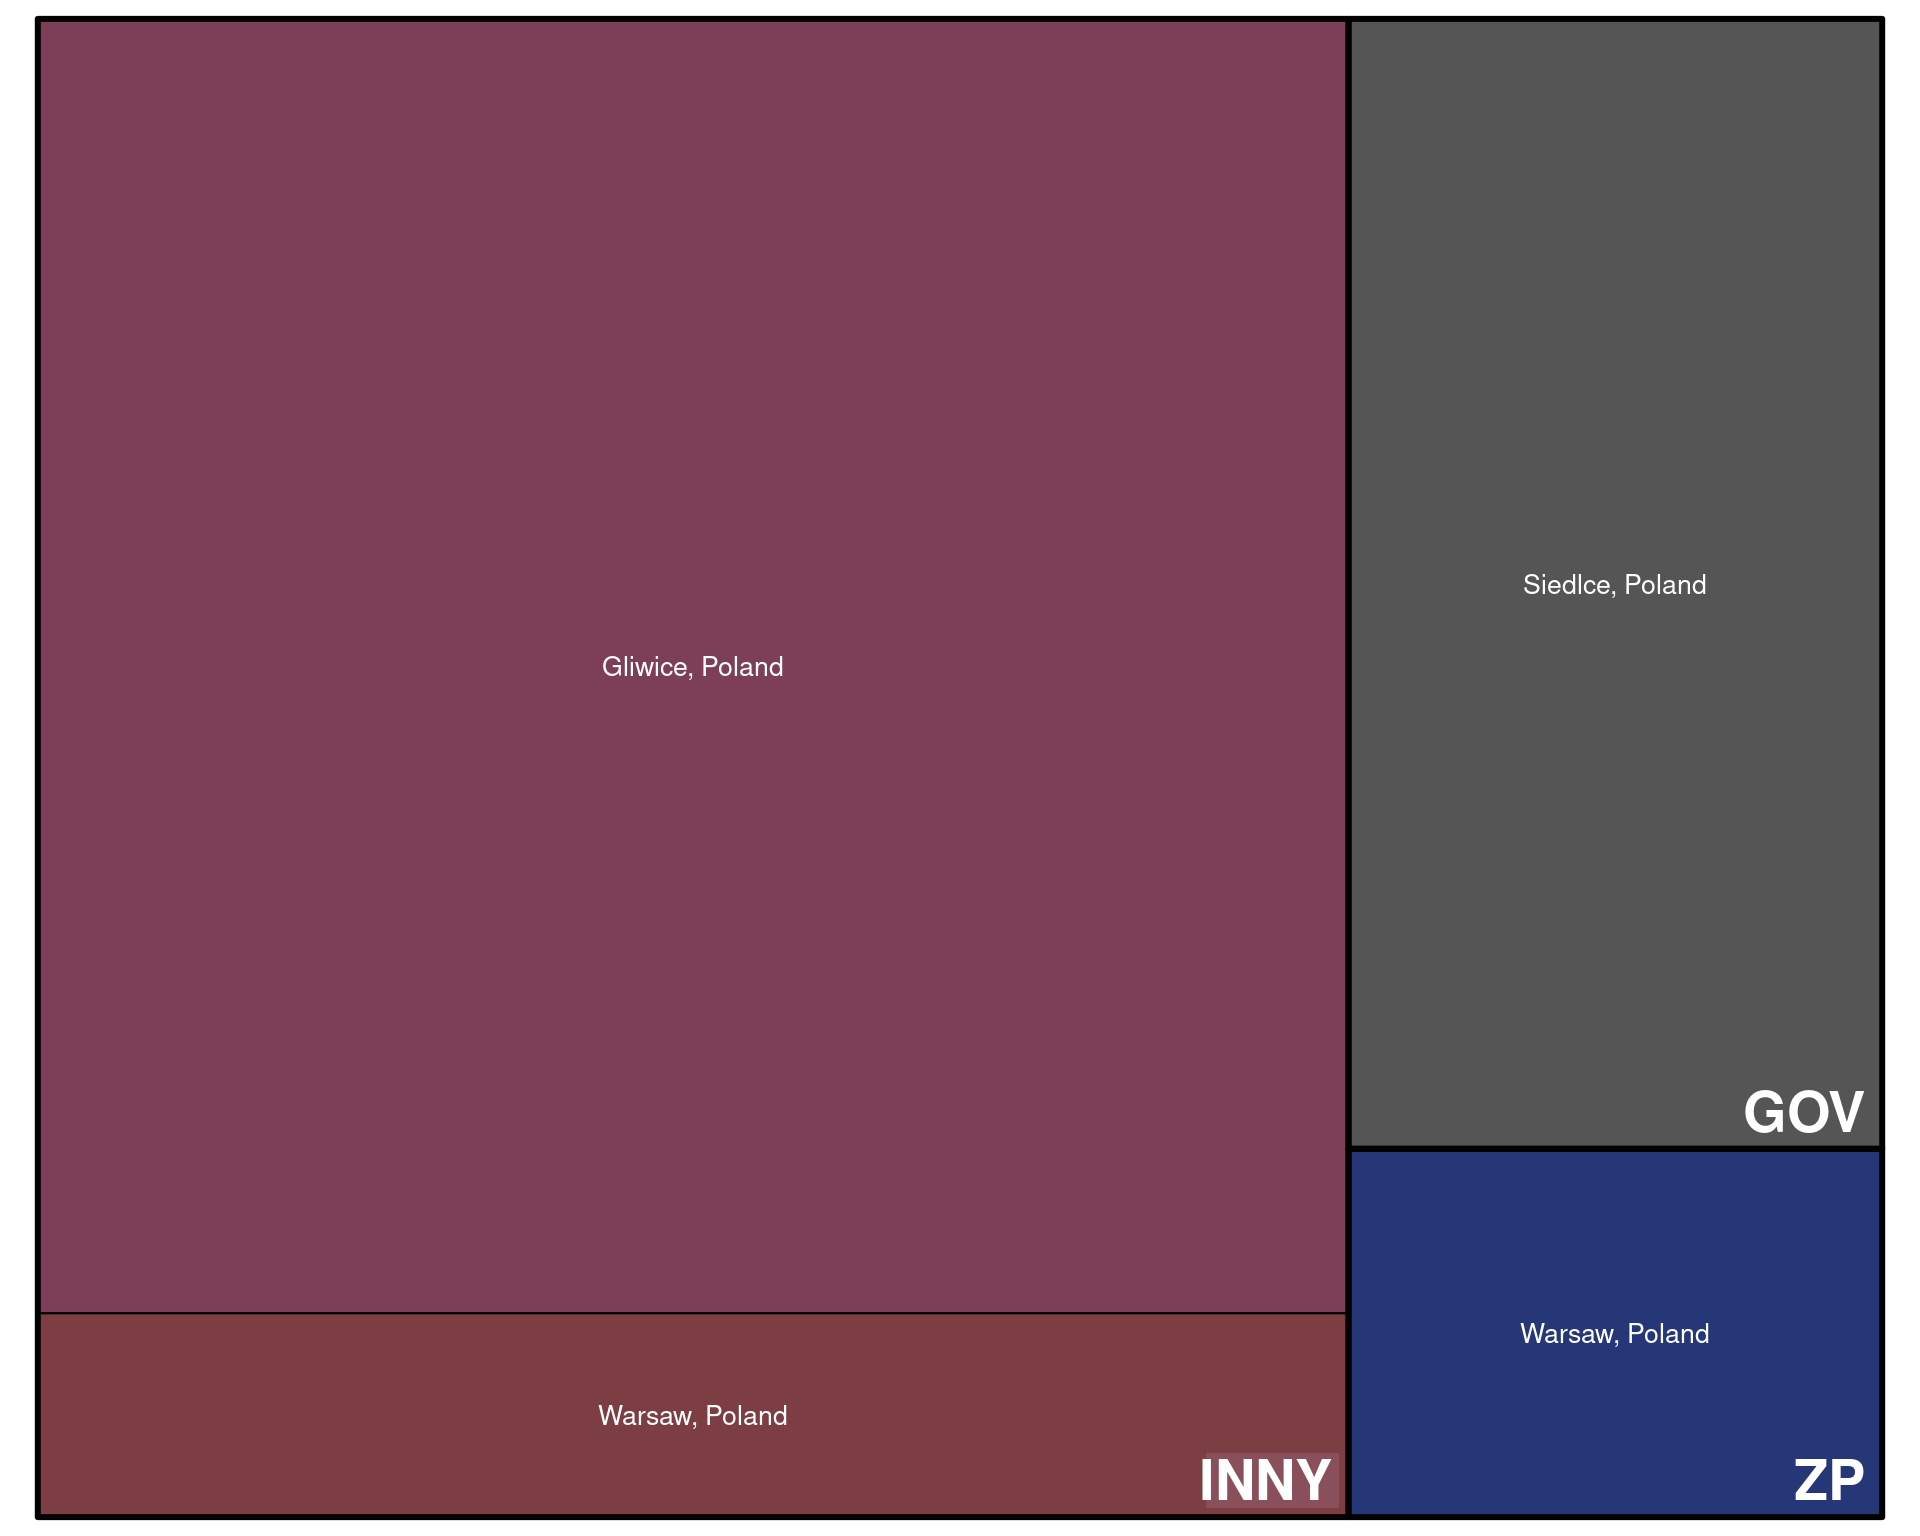 Gliwice, Poland
Warsaw, Poland
INNY
Siedlce, Poland
GOV
Warsaw, Poland
ZP